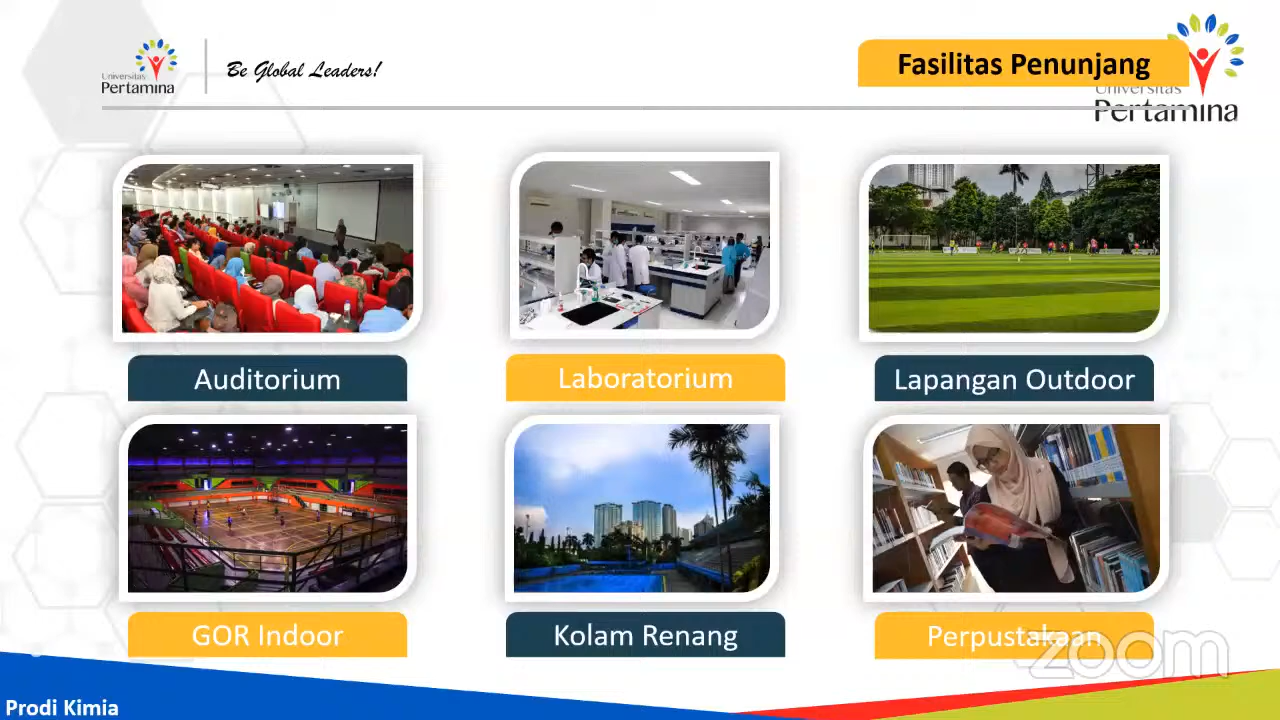 Universitas
Pertamina
Be Global Leaders!
Fasilitas Penunjang
Universitas
Pertamina
Auditorium
Laboratorium
Lapangan Outdoor
GOR Indoor
Kolam Renang
Perpustakaan
zoom
Prodi Kimia